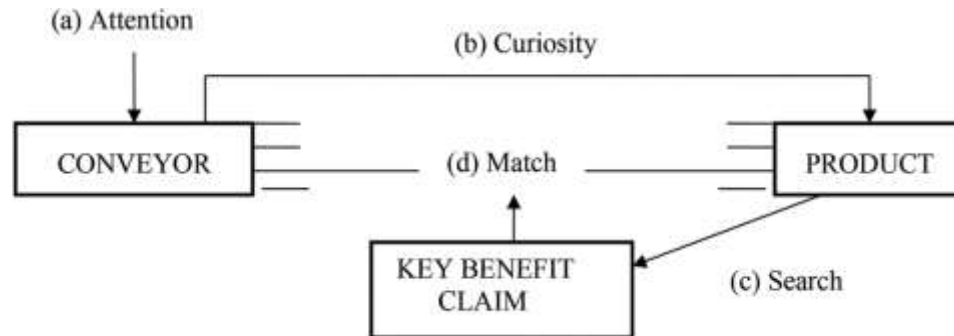 (a) Attention
(b) Curiosity
CONVEYOR
(d) Match
PRODUCT
KEY BENEFIT
CLAIM
(c) Search